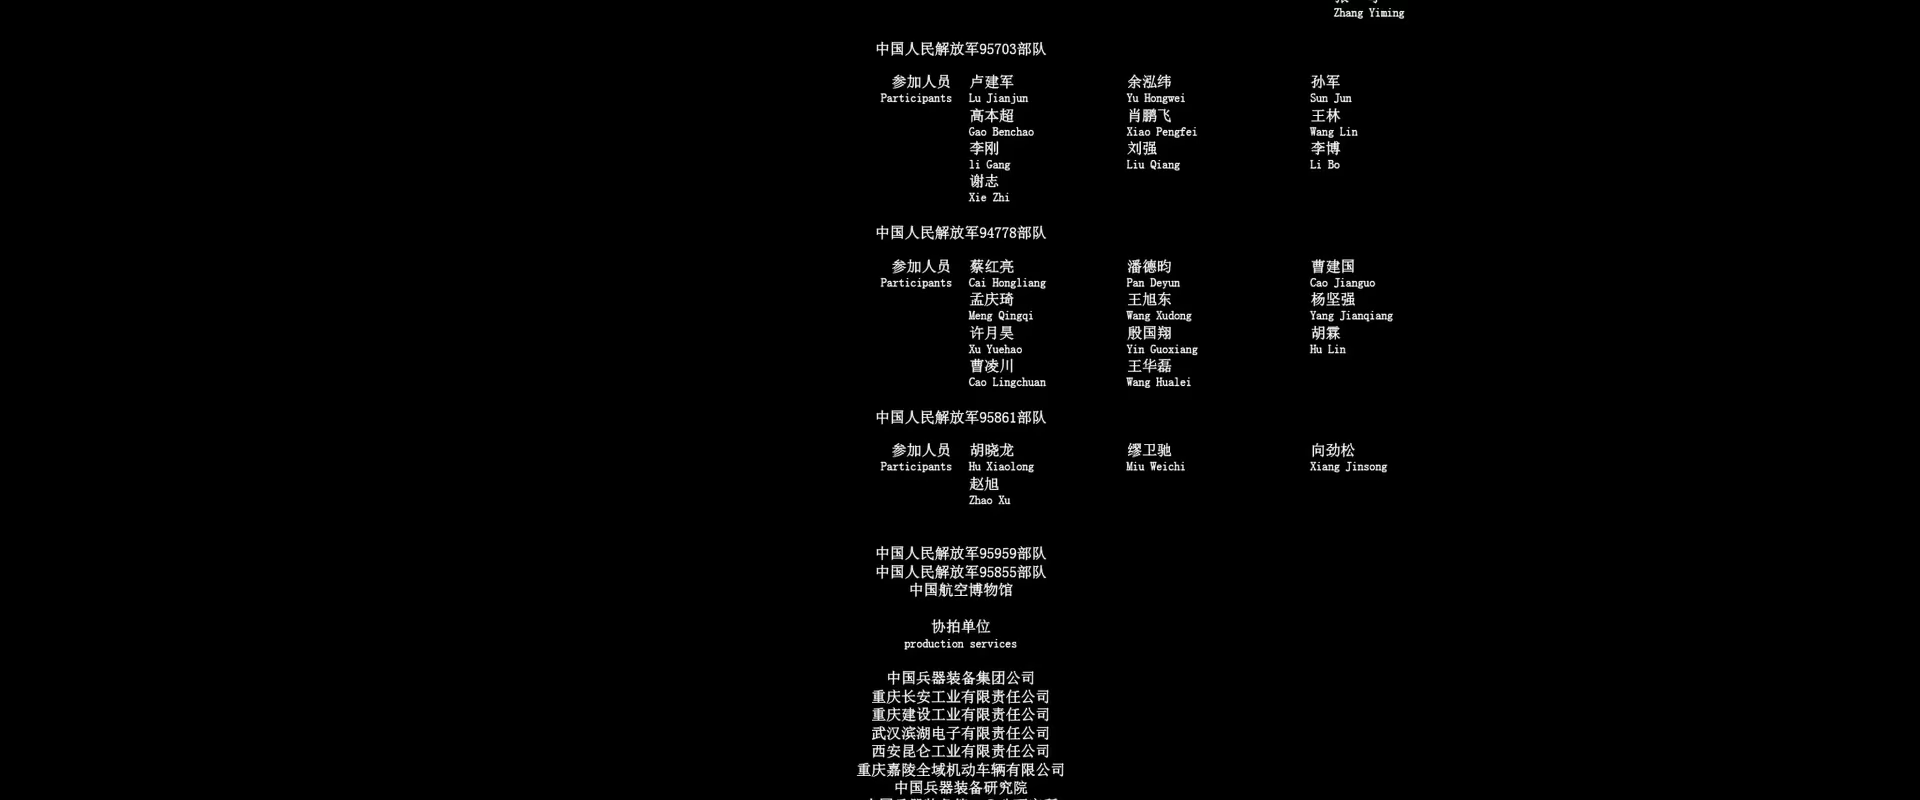 Zhang Yiming
中国人民解放军95703部队
参加人员 卢建军 余泓纬 孙军
Participants Lu Jianjun Yu Hongwei Sun Jun
高本超 肖鹏飞 王林
Gao Benchao Xiao Pengfei Wang Lin
李刚 刘强 李博
li Gang Liu Qiang Li Bo
谢志
Xie Zhi
中国人民解放军94778部队
参加人员 蔡红亮 潘德昀 曹建国
Participants Cai Hongliang Pan Deyun Cao Jianguo
孟庆琦 王旭东 杨坚强
Meng Qingqi Wang Xudong Yang Jianqiang
许月昊 殷国翔 胡霖
Xu Yuehao Yin Guoxiang Hu Lin
曹凌川 王华磊
Cao Lingchuan Wang Hualei
中国人民解放军95861部队
参加人员 胡晓龙 缪卫驰 向劲松
Participants Hu Xiaolong Miu Weichi Xiang Jinsong
赵旭
Zhao Xu
中国人民解放军95959部队
中国人民解放军95855部队
中国航空博物馆
协拍单位
production services
中国兵器装备集团公司
重庆长安工业有限责任公司
重庆建设工业有限责任公司
武汉滨湖电子有限责任公司
西安昆仑工业有限责任公司
重庆嘉陵全域机动车辆有限公司
中国兵器装备研究院